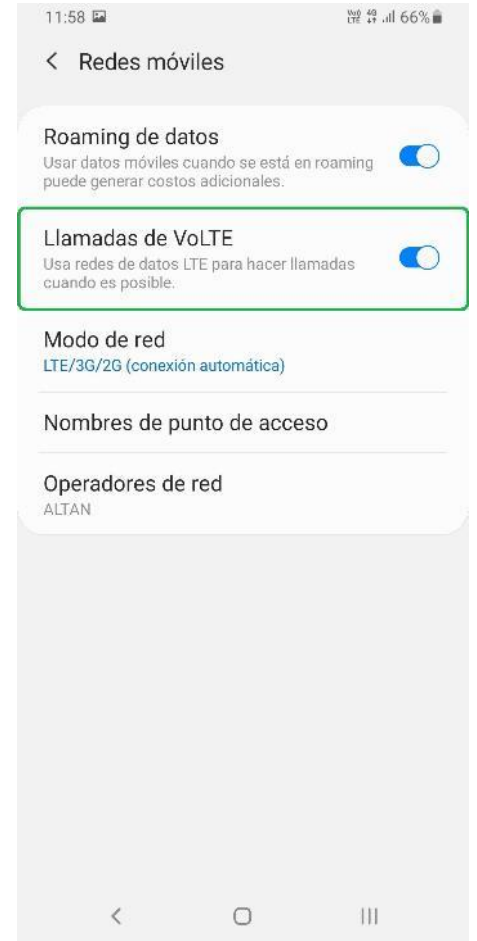 11:58 VoLTE 4G 66%
Redes móviles
Roaming de datos
Usar datos móviles cuando se está en roaming
puede generar costos adicionales.
Llamadas de VoLTE
Usa redes de datos LTE para hacer llamadas
cuando es posible.
Modo de red
LTE/3G/2G (conexión automática)
Nombres de punto de acceso
Operadores de red
ALTAN